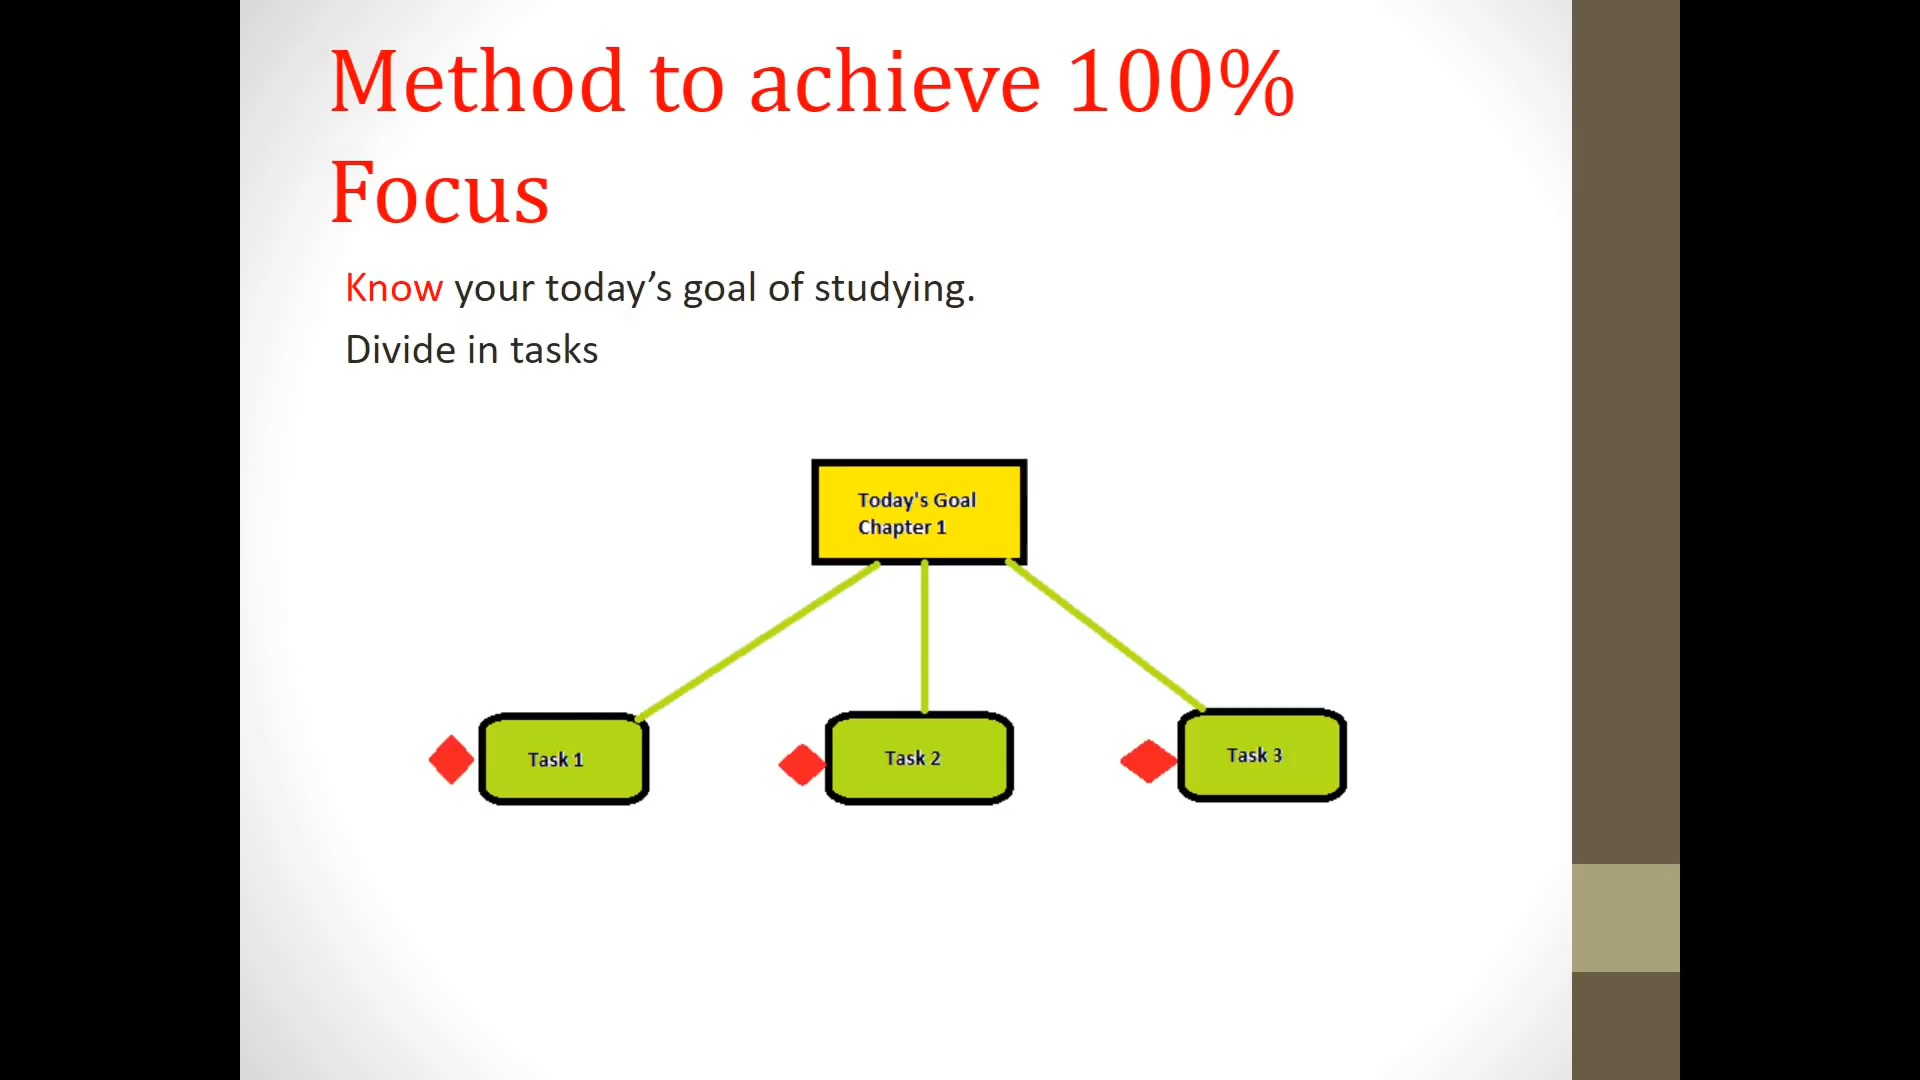 Method to achieve 100%
Focus
Know your today’s goal of studying.
Divide in tasks
Today's Goal
Chapter 1
Task 1
Task 2
Task 3